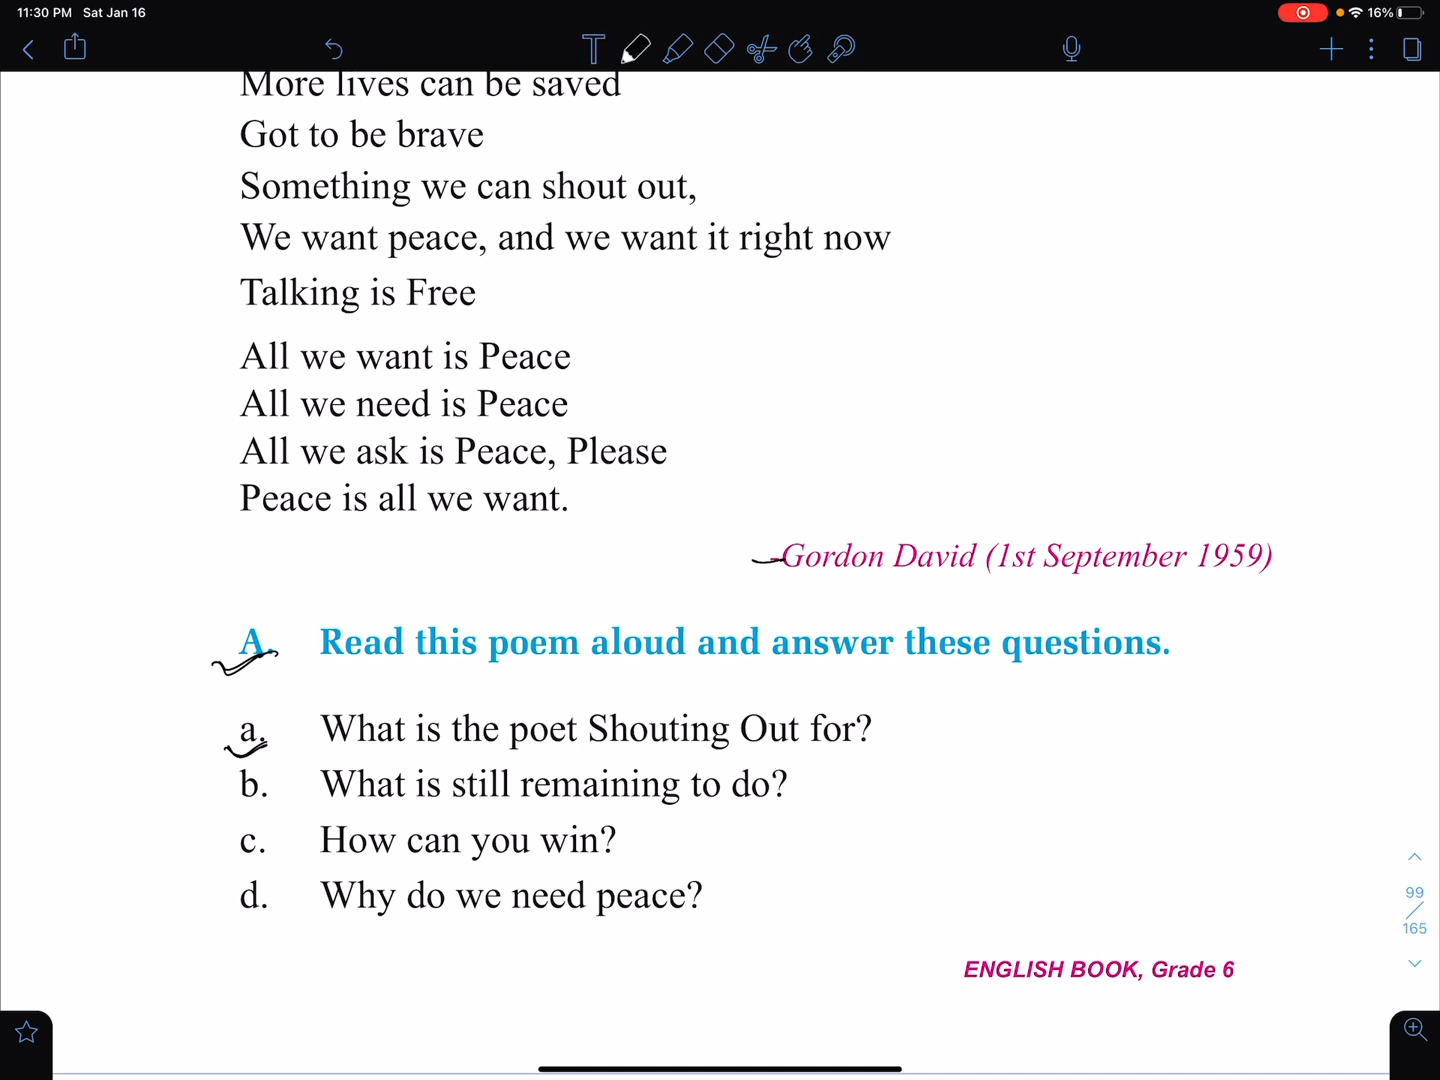 11:30 PM Sat Jan 16
16%
More lives can be saved
Got to be brave
Something we can shout out,
We want peace, and we want it right now
Talking is Free
All we want is Peace
All we need is Peace
All we ask is Peace, Please
Peace is all we want.
-Gordon David (1st September 1959)
A. Read this poem aloud and answer these questions.
a. What is the poet Shouting Out for?
b. What is still remaining to do?
c. How can you win?
d. Why do we need peace?
99
165
ENGLISH BOOK, Grade 6